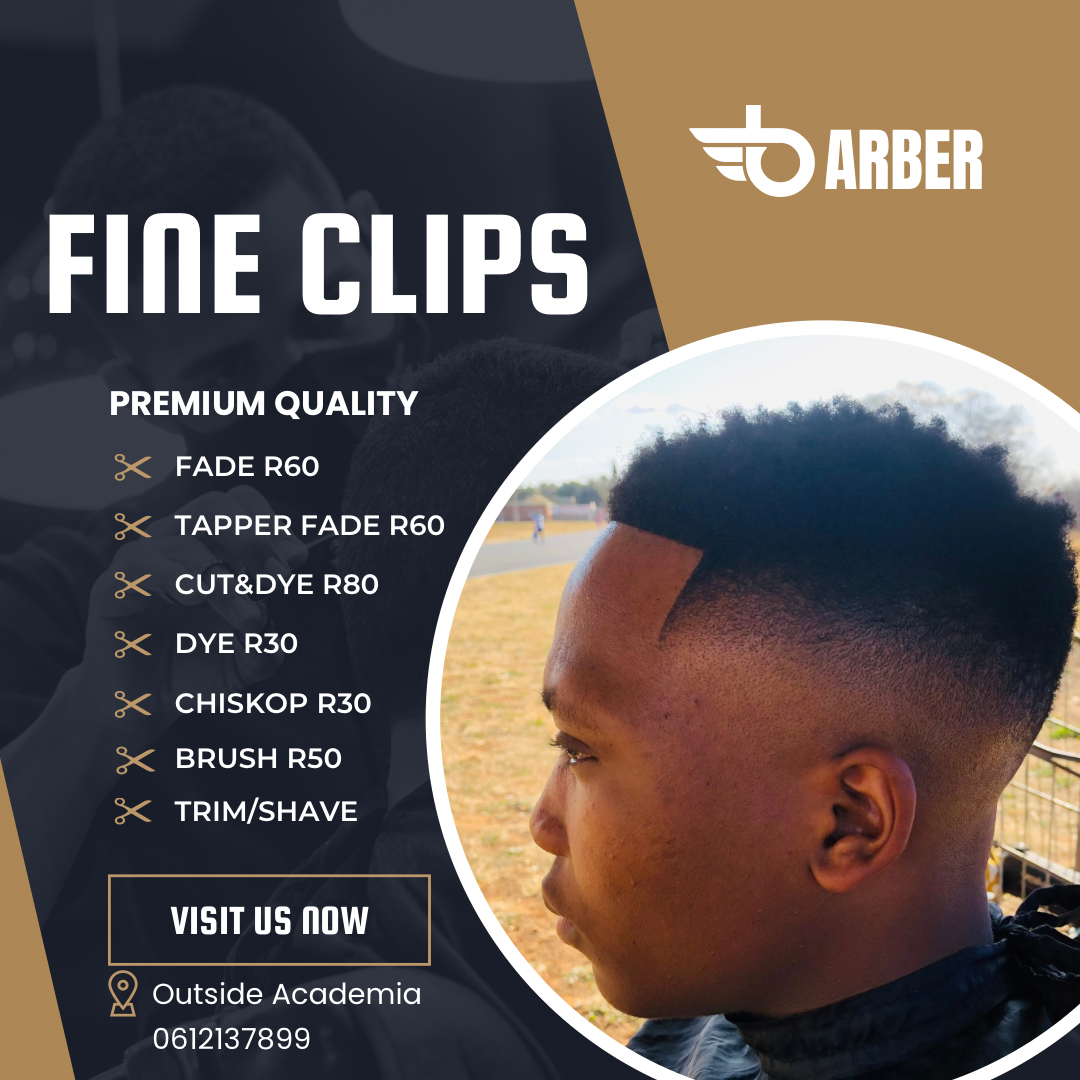 bARBER
FINE CLIPS
PREMIUM QUALITY
FADE R60
TAPPER FADE R60
CUT&DYE R80
DYE R30
CHISKOP R30
BRUSH R50
TRIM/SHAVE
VISIT US NOW
Outside Academia
0612137899